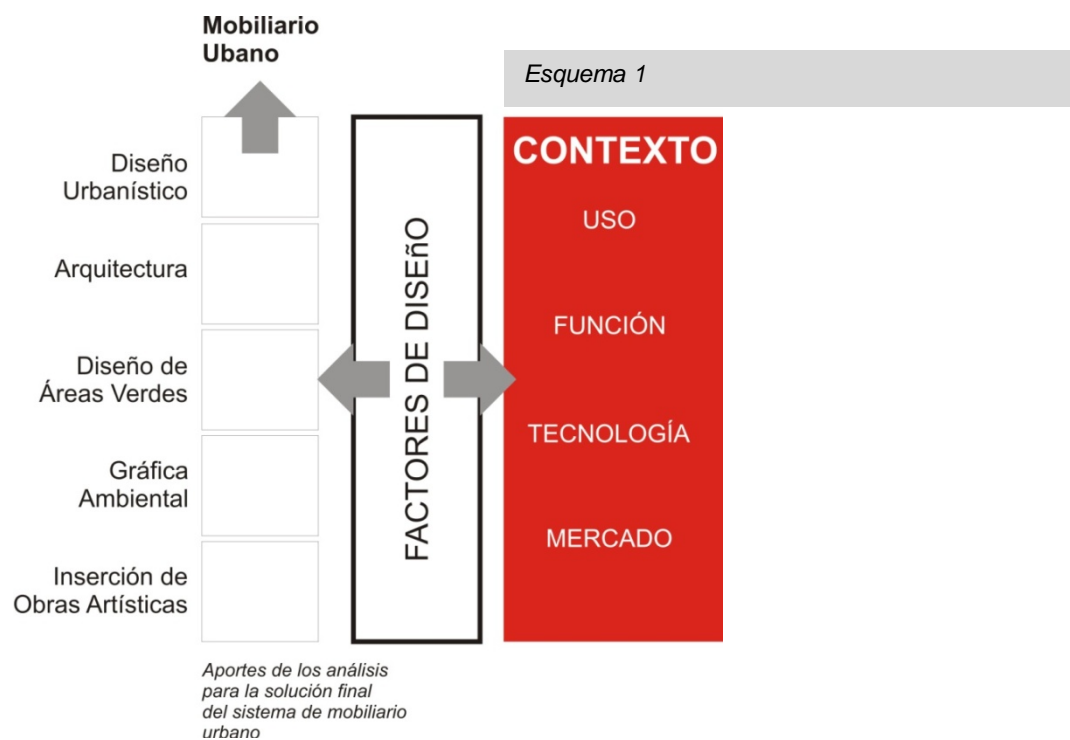 Mobiliario
Ubano
Esquema 1
Diseño
Urbanístico
Arquitectura
Diseño de
Áreas Verdes
Gráfica
Ambiental
Inserción de
Obras Artísticas
FACTORES DE DISEñO
CONTEXTO
USO
FUNCIÓN
TECNOLOGÍA
MERCADO
Aportes de los análisis
para la solución final
del sistema de mobiliario
urbano